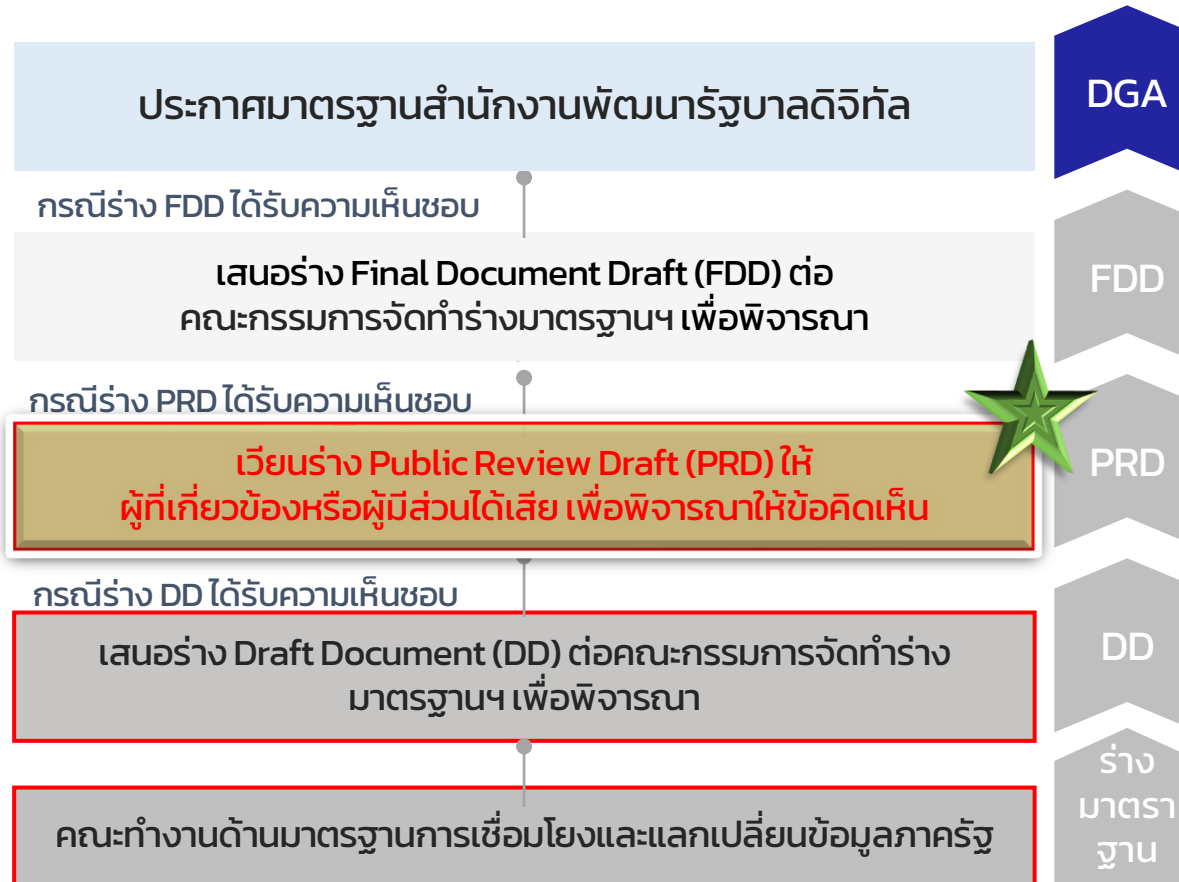 ประกาศมาตรฐานสำนักงานพัฒนารัฐบาลดิจิทัล
DGA
กรณีร่าง FDD ได้รับความเห็นชอบ
เสนอร่าง Final Document Draft (FDD) ต่อ
คณะกรรมการจัดทำร่างมาตรฐานฯ เพื่อพิจารณา
FDD
กรณีร่าง PRD ได้รับความเห็นชอบ
เวียนร่าง Public Review Draft (PRD) ให้
ผู้ที่เกี่ยวข้องหรือผู้มีส่วนได้เสีย เพื่อพิจารณาให้ข้อคิดเห็น
PRD
กรณีร่าง DD ได้รับความเห็นชอบ
เสนอร่าง Draft Document (DD) ต่อคณะกรรมการจัดทำร่าง
มาตรฐานฯ เพื่อพิจารณา
DD
คณะทำงานด้านมาตรฐานการเชื่อมโยงและแลกเปลี่ยนข้อมูลภาครัฐ
ร่าง
มาตรา
ฐาน